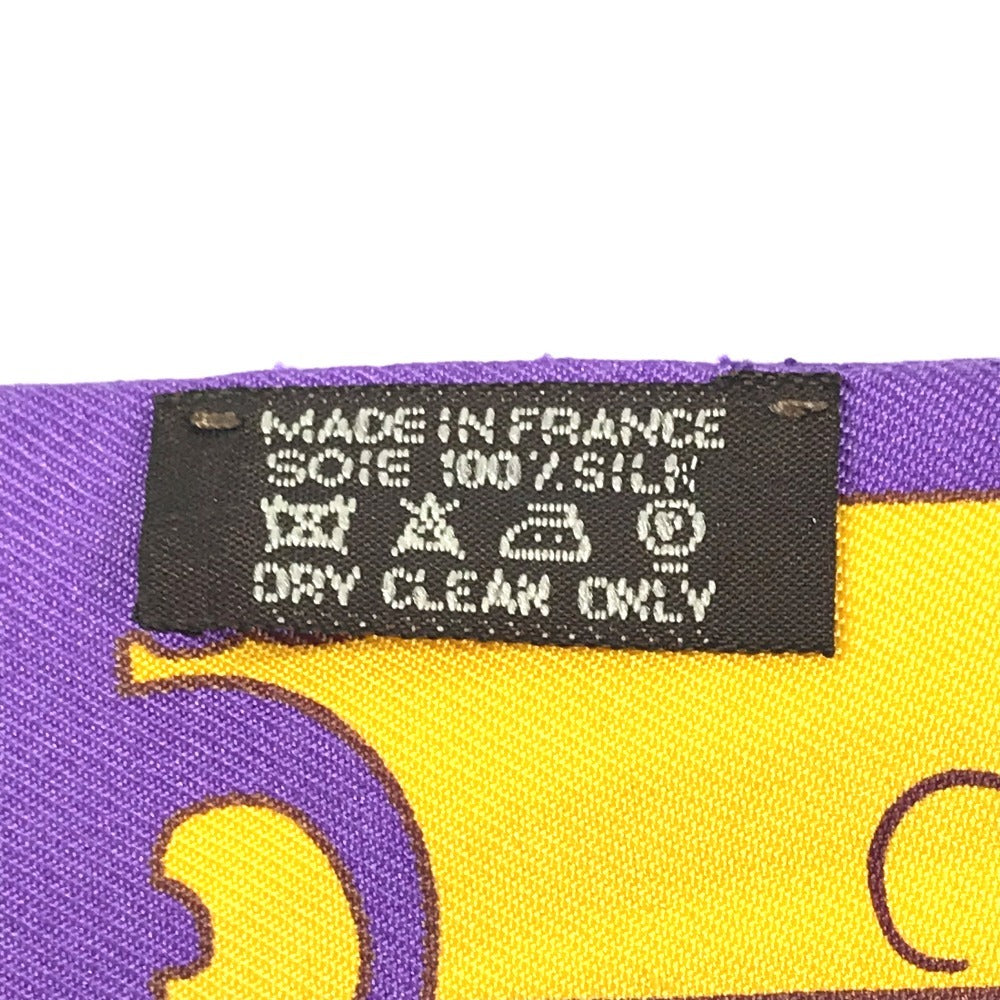 MADE IN FRANCE
SOIE 100% SILK
P
DRY CLEAN ONLY